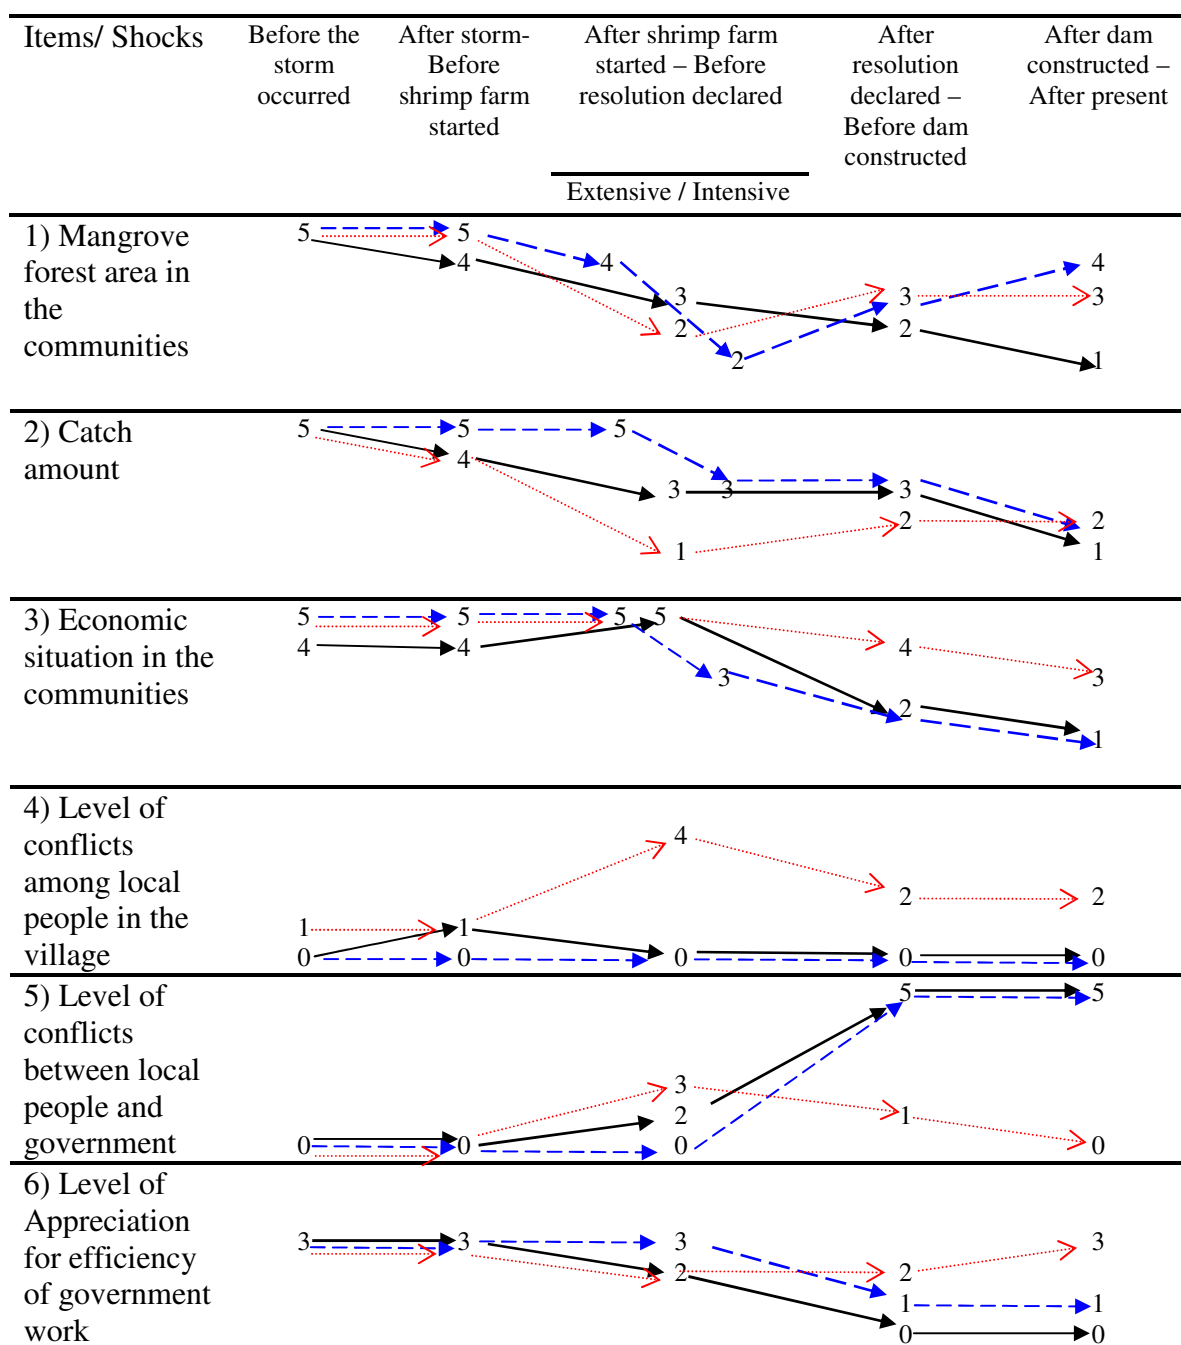 Items/ Shocks
Before the
storm
occurred
After storm-
Before
shrimp farm
started
After shrimp farm
started – Before
resolution declared
Extensive / Intensive
After
resolution
declared –
Before dam
constructed
After dam
constructed –
After present
1) Mangrove
forest area in
the
communities
5 5
4 4 4
3 3 3
2 2
2 1
2) Catch
amount
5 5 5
4
3 3 3
2 2
1 1
3) Economic
situation in the
communities
5 5 5 5
4 4 4
3 3
2
1
4) Level of
conflicts
among local
people in the
village
4
2 2
1 1
0 0 0 0 0
5) Level of
conflicts
between local
people and
government
5 5
3
2 1
0 0 0 0
6) Level of
Appreciation
for efficiency
of government
work
3 3 3 3
2 2
1 1
0 0